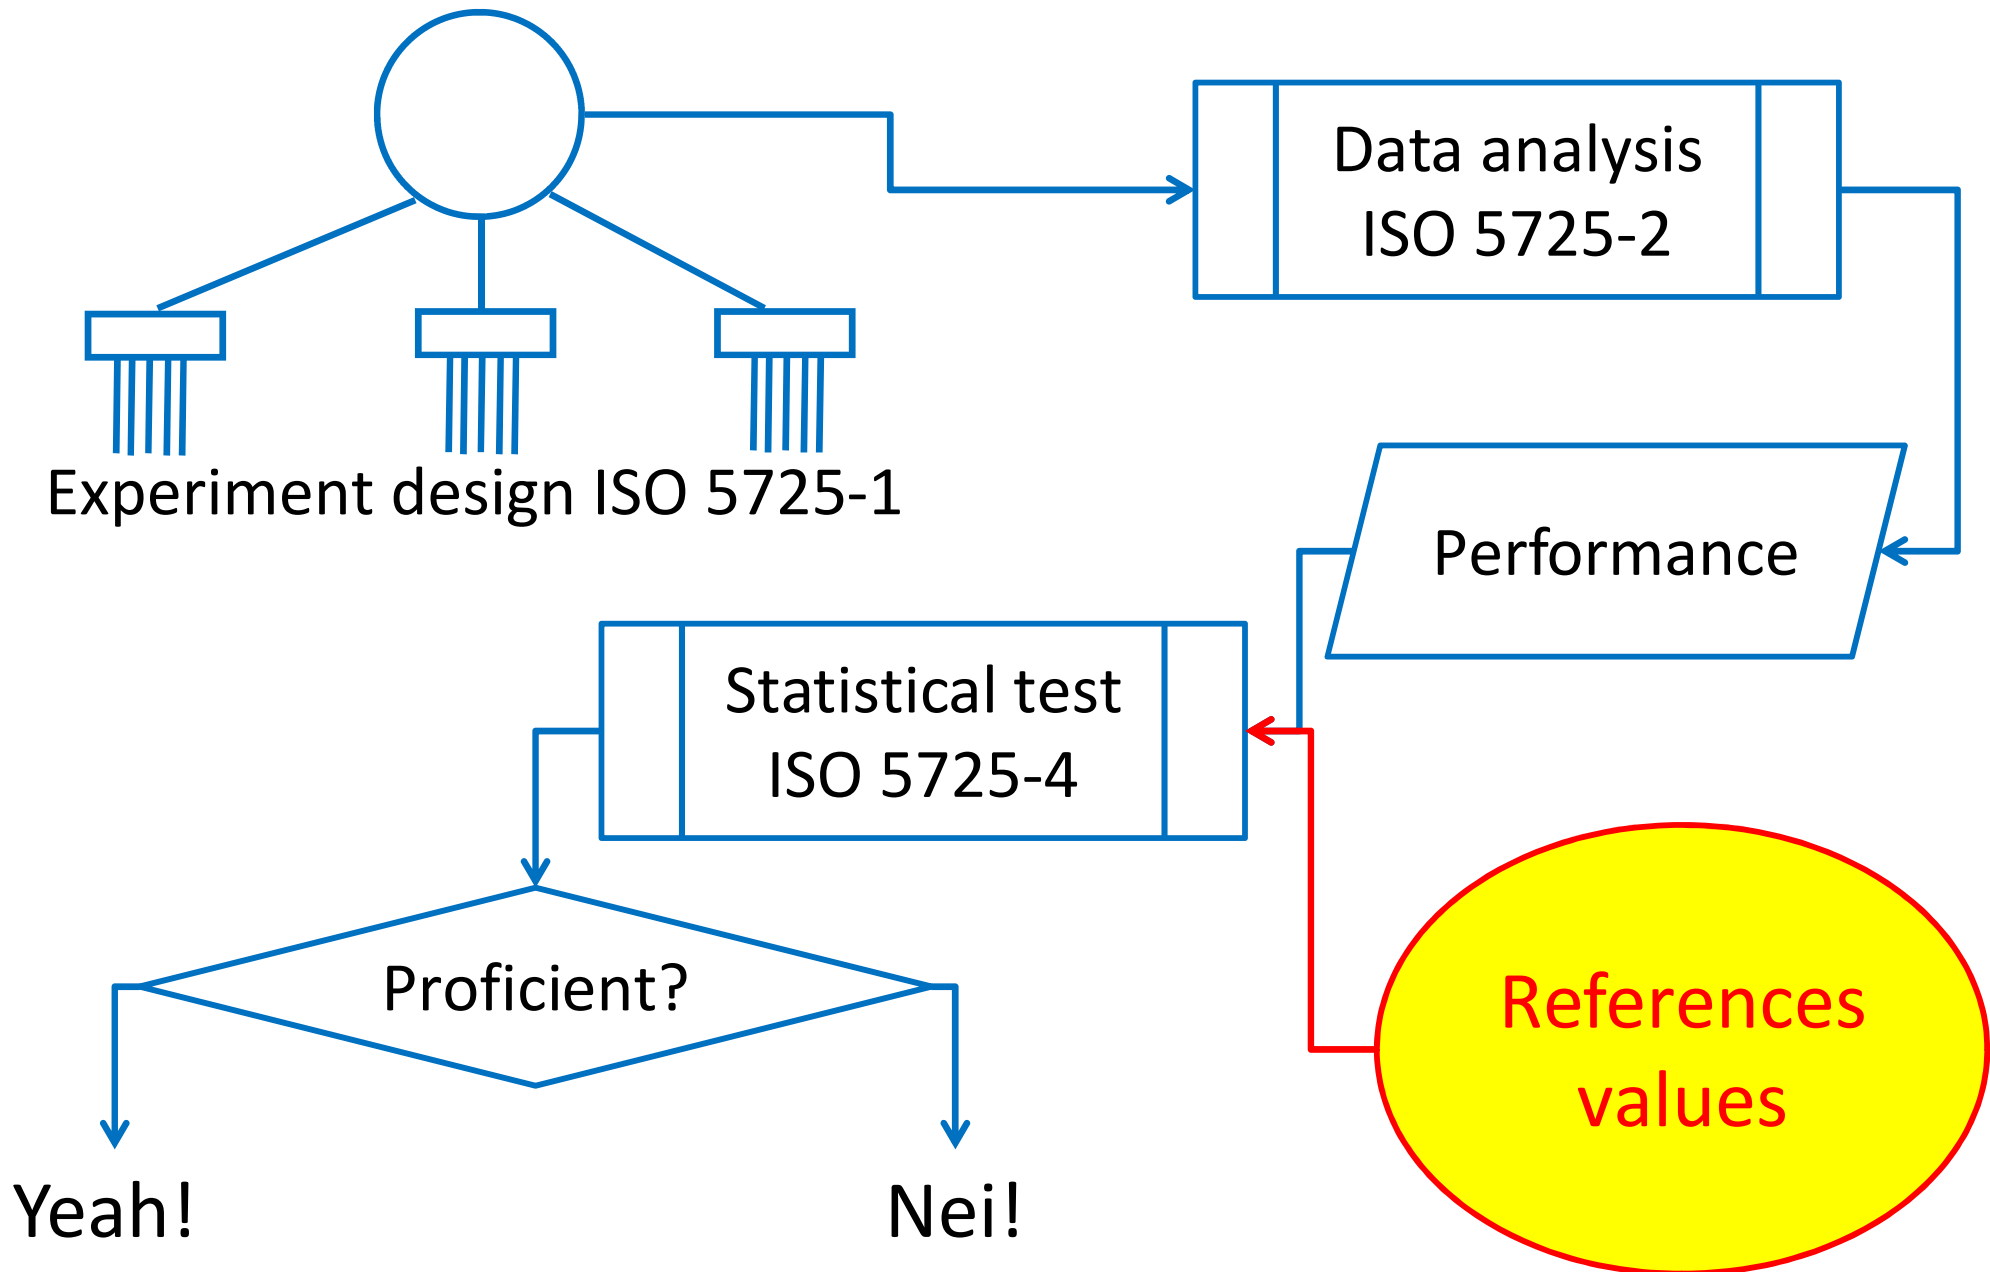 Data analysis
ISO 5725-2
Experiment design ISO 5725-1
Performance
Statistical test
ISO 5725-4
Proficient?
References
values
Yeah!
Nei!